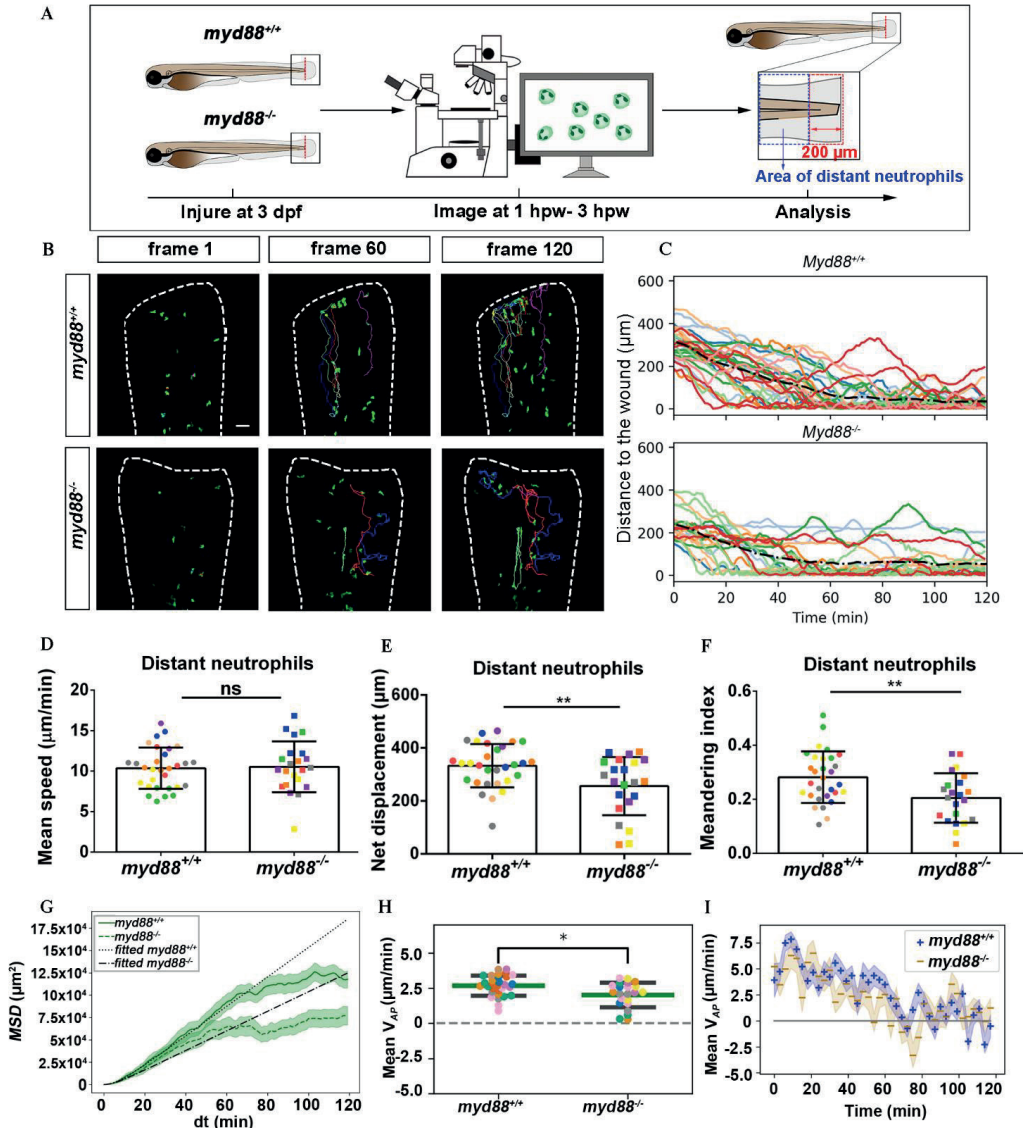 A
myd88+/+
myd88-/-
200 µm
Area of distant neutrophils
Injure at 3 dpf
Image at 1 hpw- 3 hpw
Analysis
B
frame 1
frame 60
frame 120
myd88+/+
myd88-/-
C
Myd88+/+
600
400
200
0
Myd88-/-
600
400
200
0
Distance to the wound (µm)
0
20
40
60
80
100
120
Time (min)
D
Distant neutrophils
ns
20
15
10
5
0
Mean speed (µm/min)
myd88+/+
myd88-/-
E
Distant neutrophils
**
600
400
200
0
Net displacement (µm)
myd88+/+
myd88-/-
F
Distant neutrophils
**
0.6
0.4
0.2
0.0
Meandering index
myd88+/+
myd88-/-
G
myd88+/+
myd88-/-
fitted myd88+/+
fitted myd88-/-
17.5x10⁴
15x10⁴
12.5x10⁴
10x10⁴
7.5x10⁴
5x10⁴
2.5x10⁴
0
MSD (µm²)
0
20
40
60
80
100
120
dt (min)
H
*
5.0
2.5
0
-2.5
-5.0
Mean VAP (µm/min)
myd88+/+
myd88-/-
I
myd88+/+
myd88-/-
7.5
5.0
2.5
0
-2.5
-5.0
Mean VAP (µm/min)
0
20
40
60
80
100
120
Time (min)